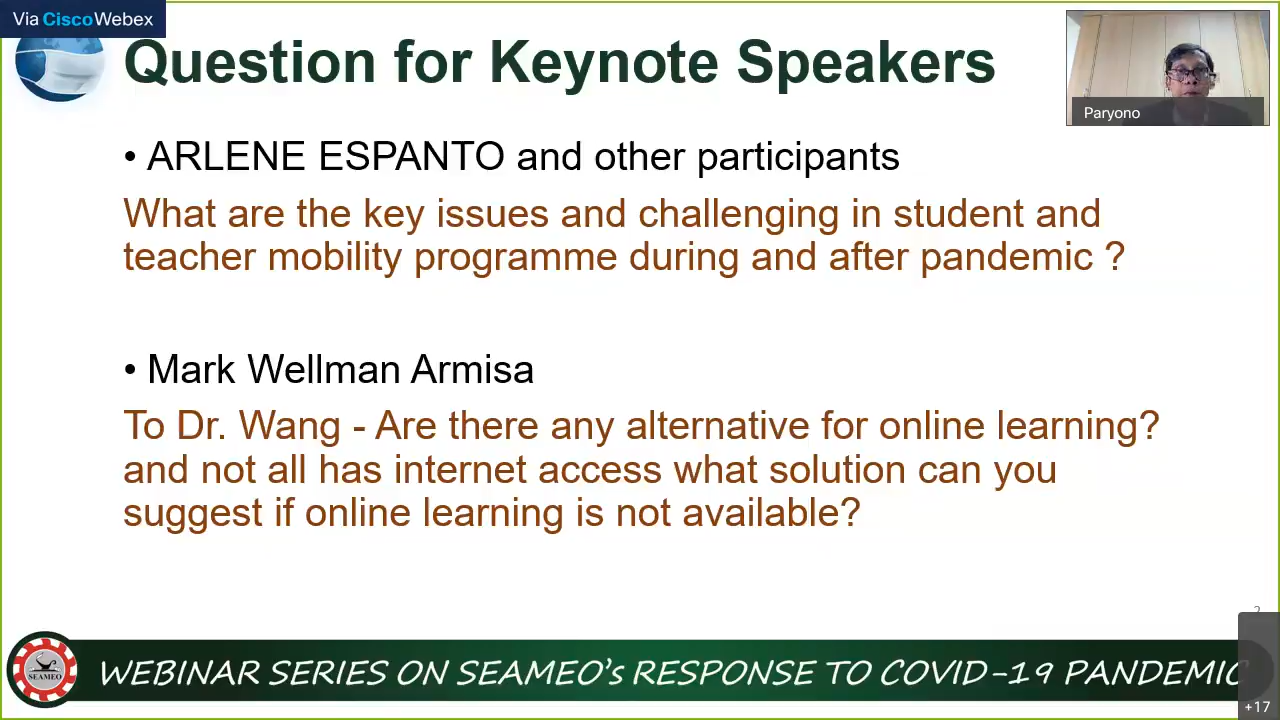 Via CiscoWebex
Question for Keynote Speakers
Paryono
• ARLENE ESPANTO and other participants
What are the key issues and challenging in student and
teacher mobility programme during and after pandemic ?
• Mark Wellman Armisa
To Dr. Wang - Are there any alternative for online learning?
and not all has internet access what solution can you
suggest if online learning is not available?
2
SEAMEO
WEBINAR SERIES ON SEAMEO's RESPONSE TO COVID-19 PANDEMIC
+17